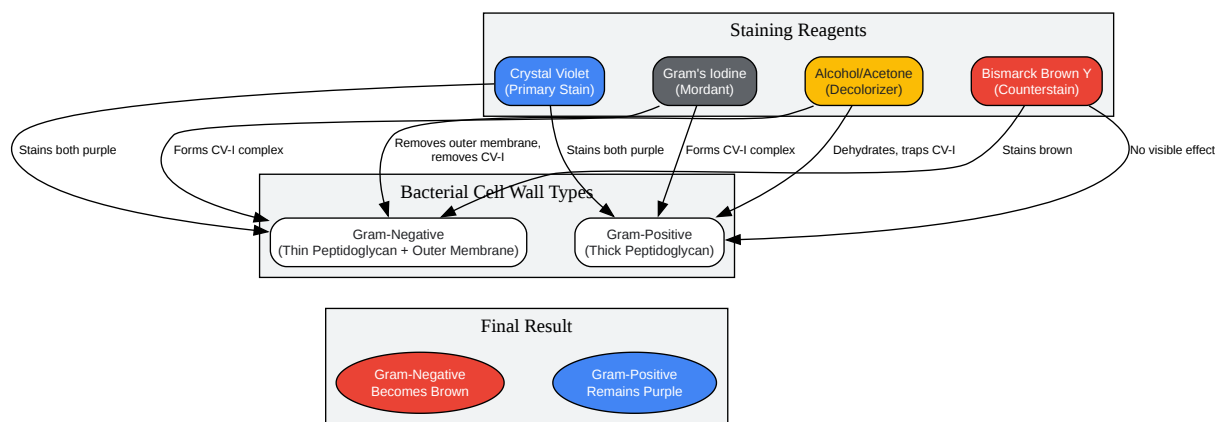 Staining Reagents
Crystal Violet
(Primary Stain)
Gram's Iodine
(Mordant)
Alcohol/Acetone
(Decolorizer)
Bismarck Brown Y
(Counterstain)
Stains both purple
Forms CV-I complex
Removes outer membrane,
removes CV-I
Stains both purple
Forms CV-I complex
Dehydrates, traps CV-I
Stains brown
No visible effect
Bacterial Cell Wall Types
Gram-Negative
(Thin Peptidoglycan + Outer Membrane)
Gram-Positive
(Thick Peptidoglycan)
Final Result
Gram-Negative
Becomes Brown
Gram-Positive
Remains Purple